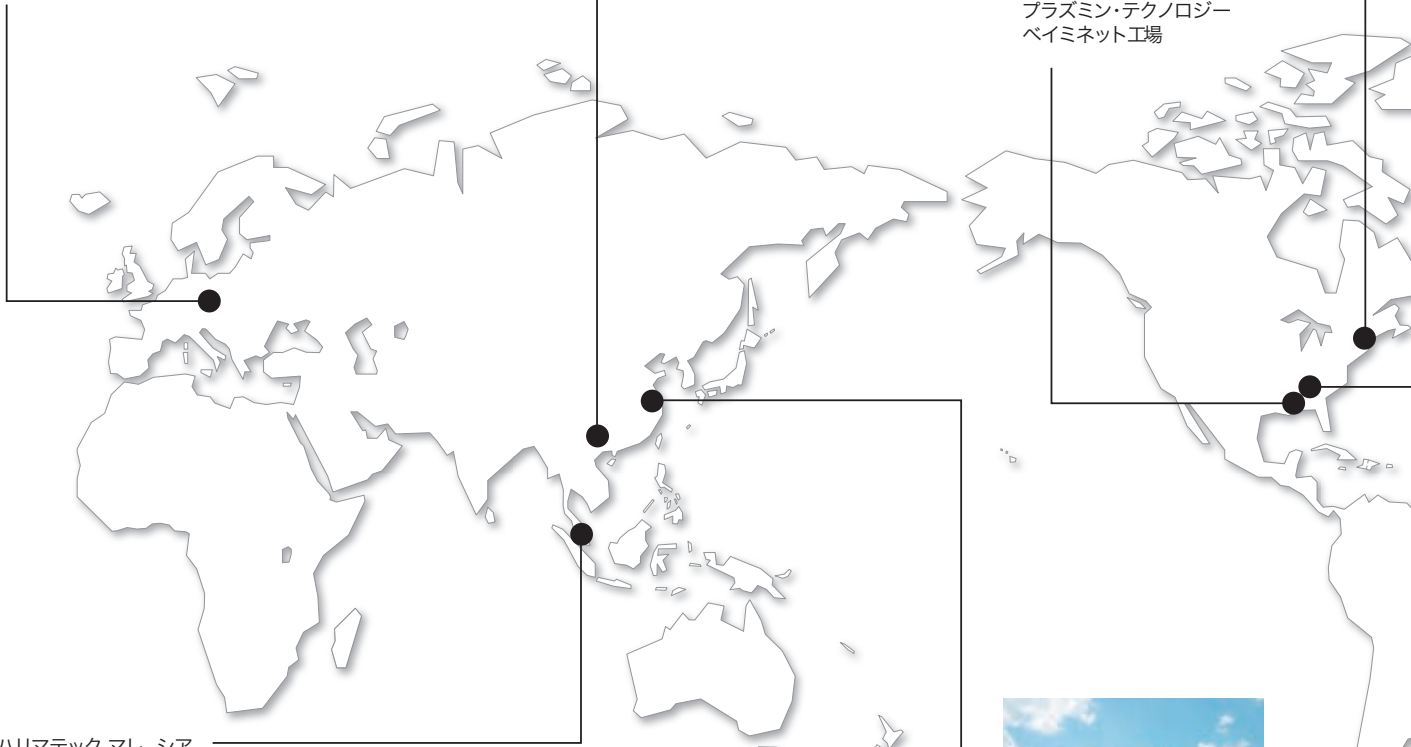 プラズミン・テクノロジー
ベイミネット工場
ハリマテックマレーシア